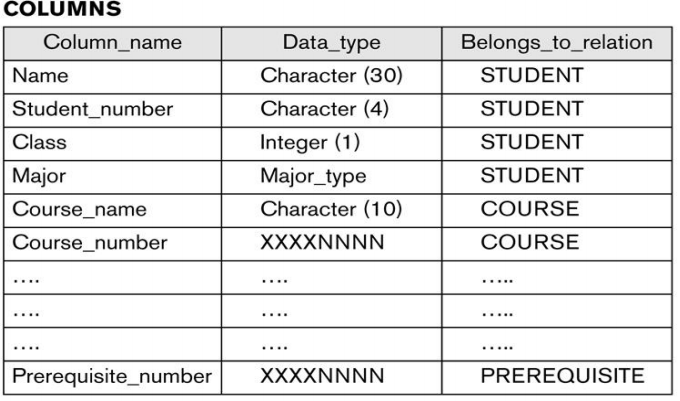 COLUMNS
Column_name Data_type Belongs_to_relation
Name Character (30) STUDENT
Student_number Character (4) STUDENT
Class Integer (1) STUDENT
Major Major_type STUDENT
Course_name Character (10) COURSE
Course_number XXXXNNNN COURSE
…. …. …..
…. …. …..
…. …. …..
Prerequisite_number XXXXNNNN PREREQUISITE